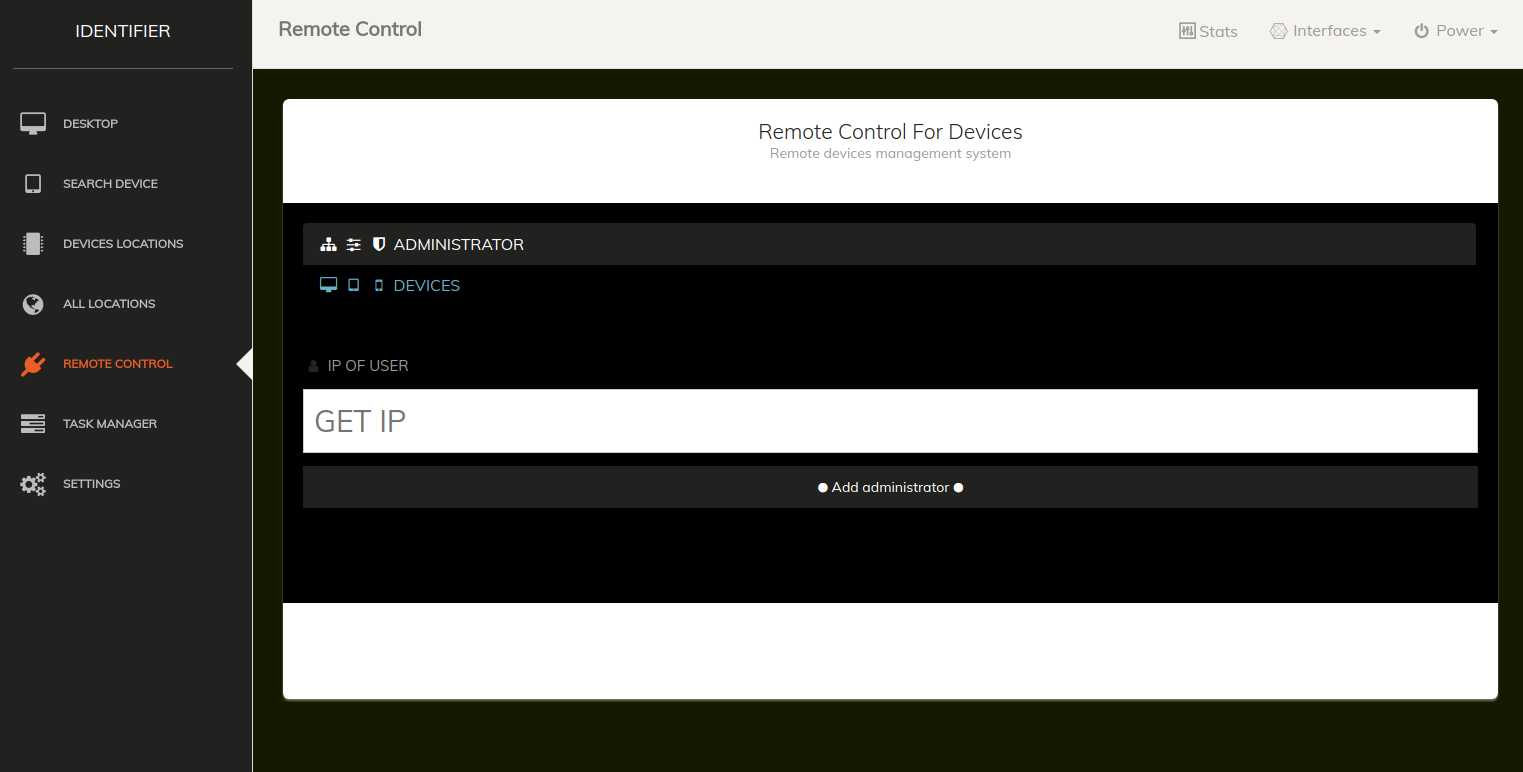 IDENTIFIER
Remote Control
Stats
Interfaces
Power
DESKTOP
SEARCH DEVICE
DEVICES LOCATIONS
ALL LOCATIONS
REMOTE CONTROL
TASK MANAGER
SETTINGS
Remote Control For Devices
Remote devices management system
ADMINISTRATOR
DEVICES
IP OF USER
GET IP
Add administrator